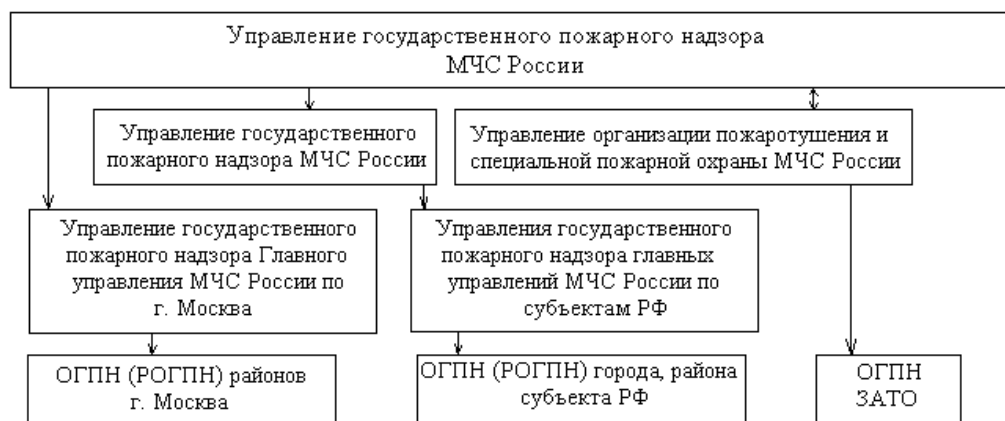 Управление государственного пожарного надзора
МЧС России
Управление государственного
пожарного надзора МЧС России
Управление организации пожаротушения и
специальной пожарной охраны МЧС России
Управление государственного
пожарного надзора Главного
управления МЧС России по
г. Москва
Управления государственного
пожарного надзора главных
управлений МЧС России по
субъектам РФ
ОГПН (РОГПН) районов
г. Москва
ОГПН (РОГПН) города, района
субъекта РФ
ОГПН
ЗАТО